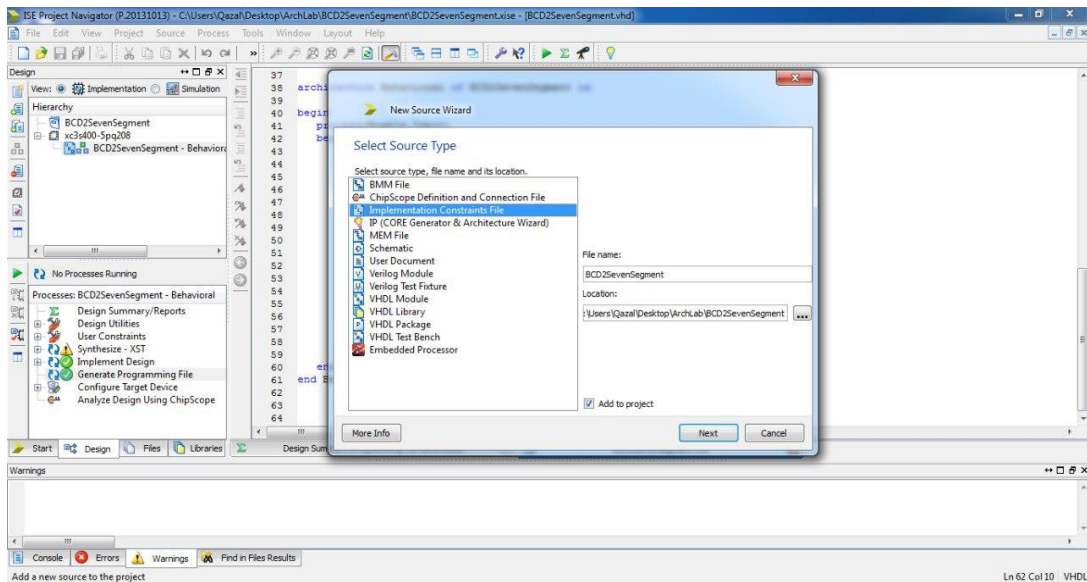 ISE Project Navigator (P.20131013) - C:\Users\Qazal\Desktop\ArchLab\BCD2SevenSegment\BCD2SevenSegment.xise - [BCD2SevenSegment.vhd]
File Edit View Project Source Process Tools Window Layout Help
Design
View: Implementation Simulation
Hierarchy
BCD2SevenSegment
xc3s400-5pq208
BCD2SevenSegment - Behaviora
No Processes Running
Processes: BCD2SevenSegment - Behavioral
Design Summary/Reports
Design Utilities
User Constraints
Synthesize - XST
Implement Design
Generate Programming File
Configure Target Device
Analyze Design Using ChipScope
Start Design Files Libraries
37
38 archi
39
40 begin
41 pr
42 be
43
44
45
46
47
48
49
50
51
52
53
54
55
56
57
58
59
60 en
61 end B
62
63
64
Design Sum
New Source Wizard
Select Source Type
Select source type, file name and its location.
BMM File
ChipScope Definition and Connection File
Implementation Constraints File
IP (CORE Generator & Architecture Wizard)
MEM File
Schematic
User Document
Verilog Module
Verilog Test Fixture
VHDL Module
VHDL Library
VHDL Package
VHDL Test Bench
Embedded Processor
File name:
BCD2SevenSegment
Location:
:\Users\Qazal\Desktop\ArchLab\BCD2SevenSegment ...
Add to project
More Info Next Cancel
Warnings
Console Errors Warnings Find in Files Results
Add a new source to the project
Ln 62 Col 10 VHDL